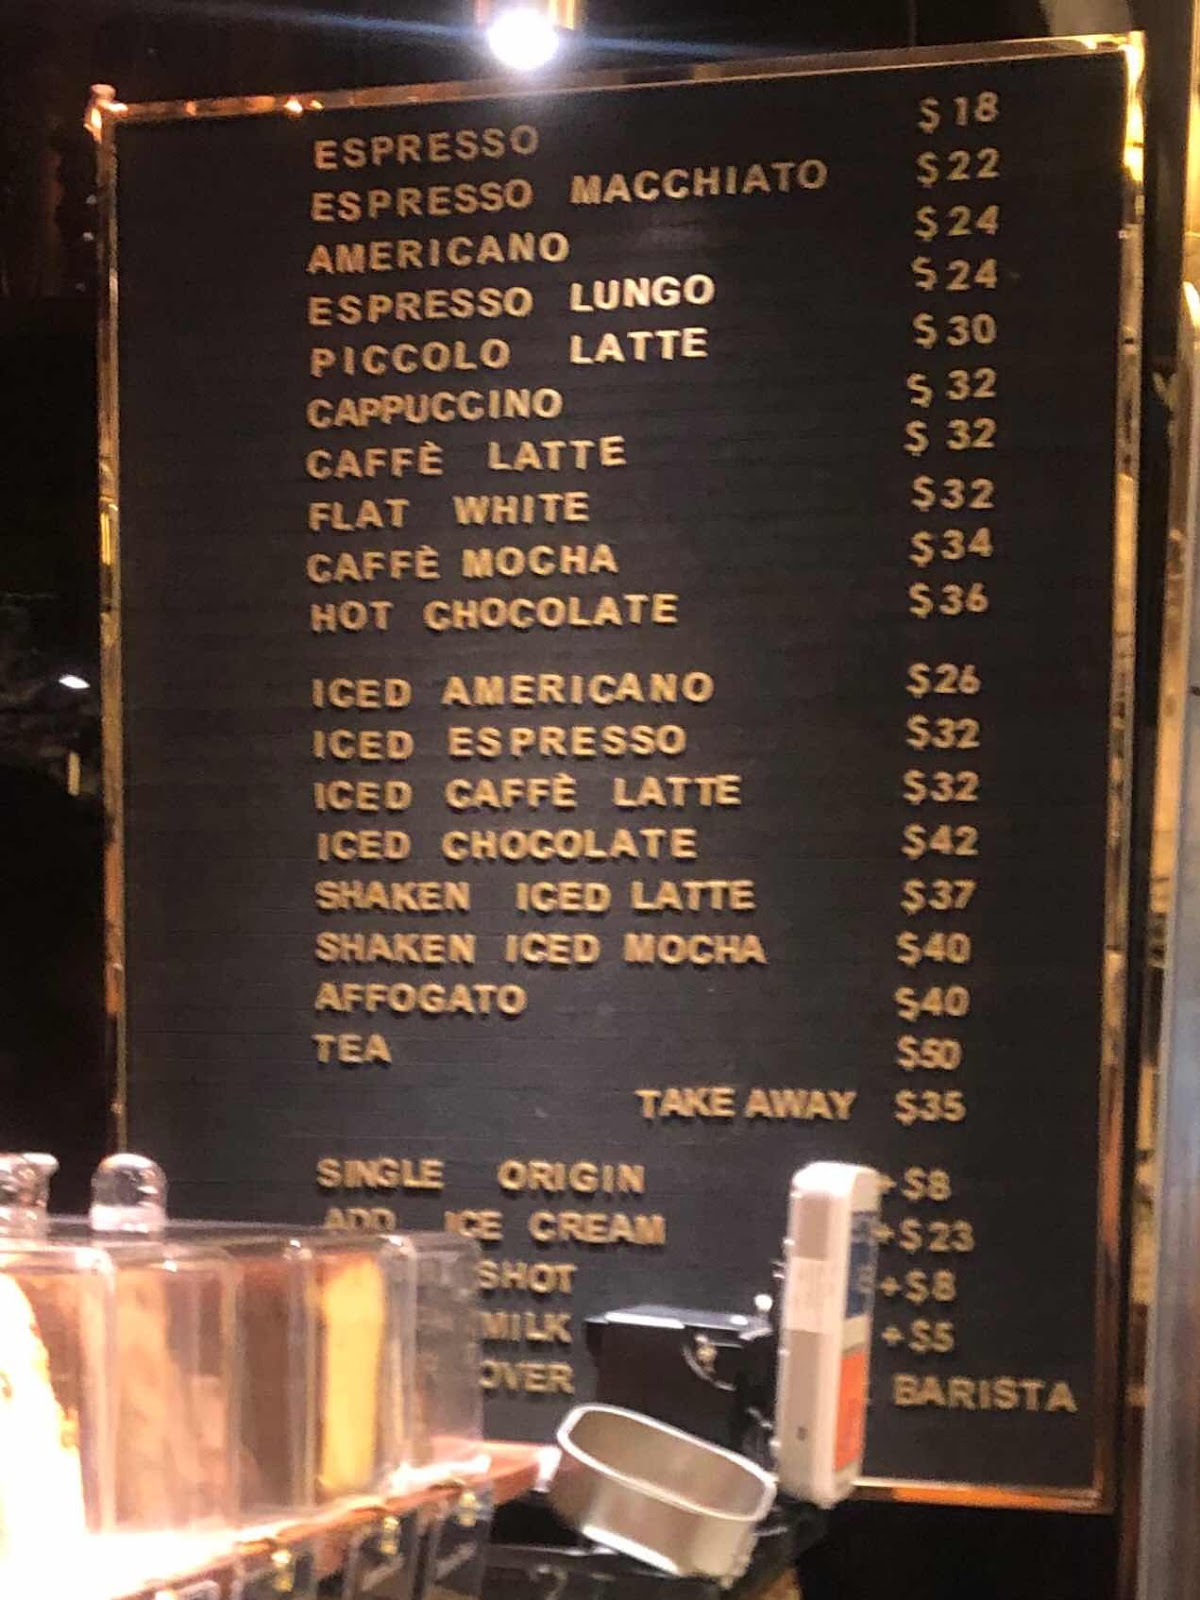 ESPRESSO $18
ESPRESSO MACCHIATO $22
AMERICANO $24
ESPRESSO LUNGO $24
PICCOLO LATTE $30
CAPPUCCINO $32
CAFFÈ LATTE $32
FLAT WHITE $32
CAFFÈ MOCHA $34
HOT CHOCOLATE $36
ICED AMERICANO $26
ICED ESPRESSO $32
ICED CAFFÈ LATTE $32
ICED CHOCOLATE $42
SHAKEN ICED LATTE $37
SHAKEN ICED MOCHA $40
AFFOGATO $40
TEA $50
TAKE AWAY $35
SINGLE ORIGIN +$8
ADD ICE CREAM +$23
SHOT +$8
MILK +$5
OVER BARISTA